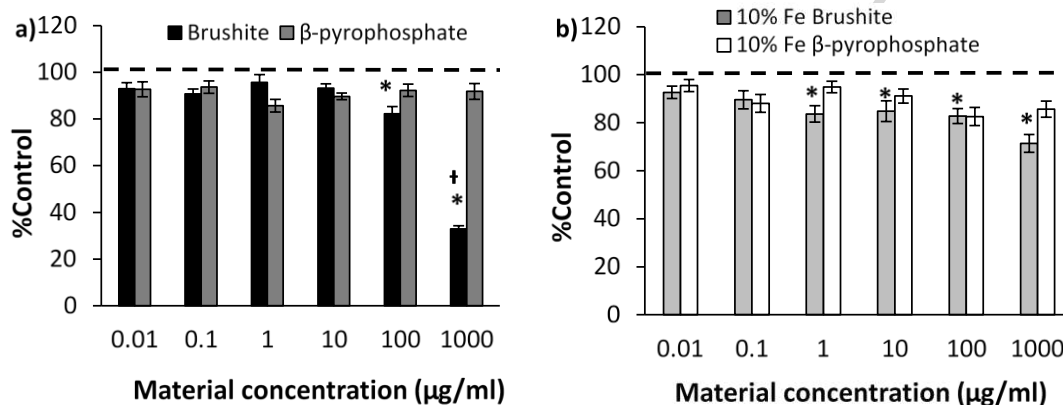 a)
Brushite β-pyrophosphate
120
100
80
60
40
20
0
%Control
*
ƚ
*
0.01 0.1 1 10 100 1000
Material concentration (µg/ml)
b)
10% Fe Brushite
10% Fe β-pyrophosphate
120
100
80
60
40
20
0
%Control
* * * *
0.01 0.1 1 10 100 1000
Material concentration (µg/ml)